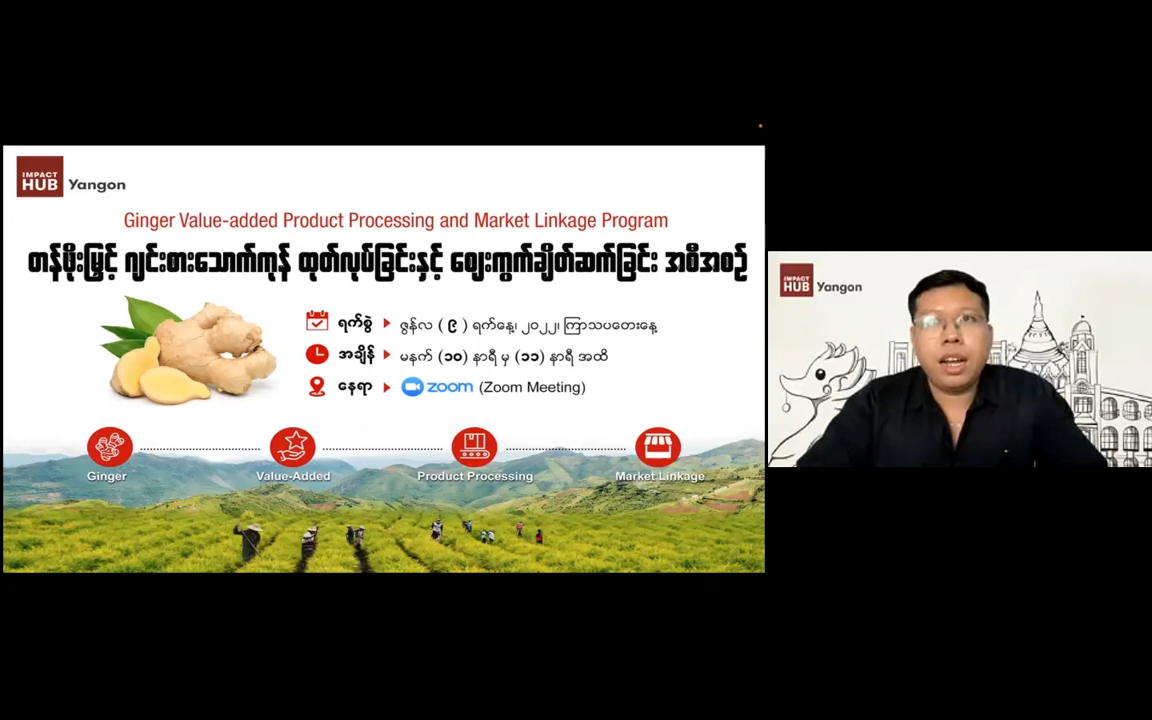 IMPACT
HUB Yangon
Ginger Value-added Product Processing and Market Linkage Program
တန်ဖိုးမြှင့် ဂျင်းစားသောက်ကုန် ထုတ်လုပ်ခြင်းနှင့် ဈေးကွက်ချိတ်ဆက်ခြင်း အစီအစဉ်
ရက်စွဲ ဇွန်လ (၉) ရက်နေ့၊ ၂၀၂၂၊ ကြာသပတေးနေ့
အချိန် မနက် (၁၀) နာရီ မှ (၁၁) နာရီ အထိ
နေရာ zoom (Zoom Meeting)
Ginger Value-Added Product Processing Market Linkage
IMPACT
HUB Yangon